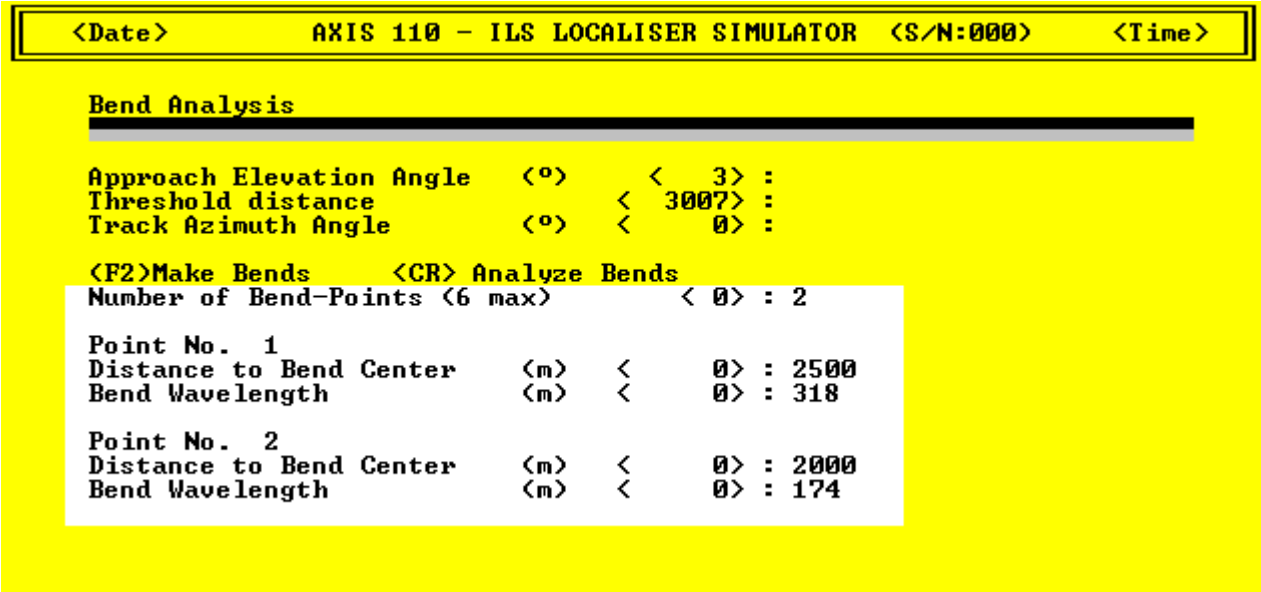 <Date> AXIS 110 - ILS LOCALISER SIMULATOR (S/N:000) <Time>
Bend Analysis
Approach Elevation Angle (º) < 3> :
Threshold distance < 3007> :
Track Azimuth Angle (º) < 0> :
(F2)Make Bends <CR> Analyze Bends
Number of Bend-Points (6 max) < 0> : 2
Point No. 1
Distance to Bend Center (m) < 0> : 2500
Bend Wavelength (m) < 0> : 318
Point No. 2
Distance to Bend Center (m) < 0> : 2000
Bend Wavelength (m) < 0> : 174